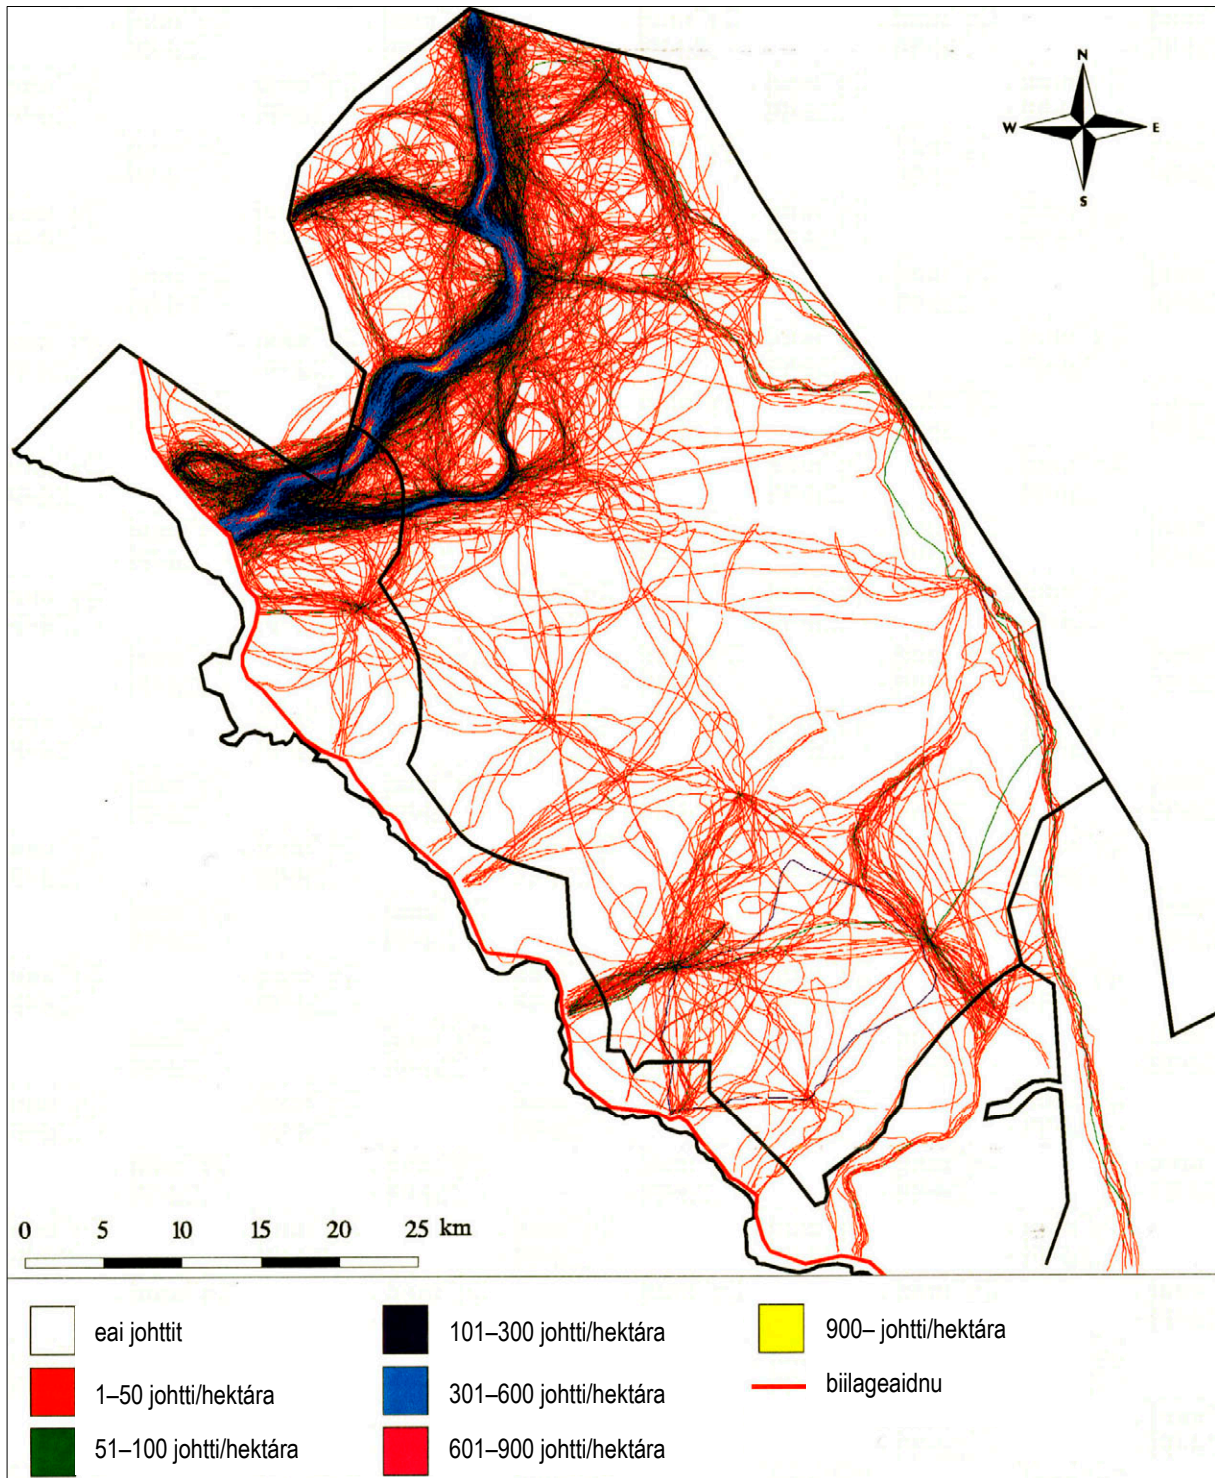 N
W E
S
0 5 10 15 20 25 km
eai johttit
1–50 johtti/hektára
51–100 johtti/hektára
101–300 johtti/hektára
301–600 johtti/hektára
601–900 johtti/hektára
900– johtti/hektára
biilageaidnu